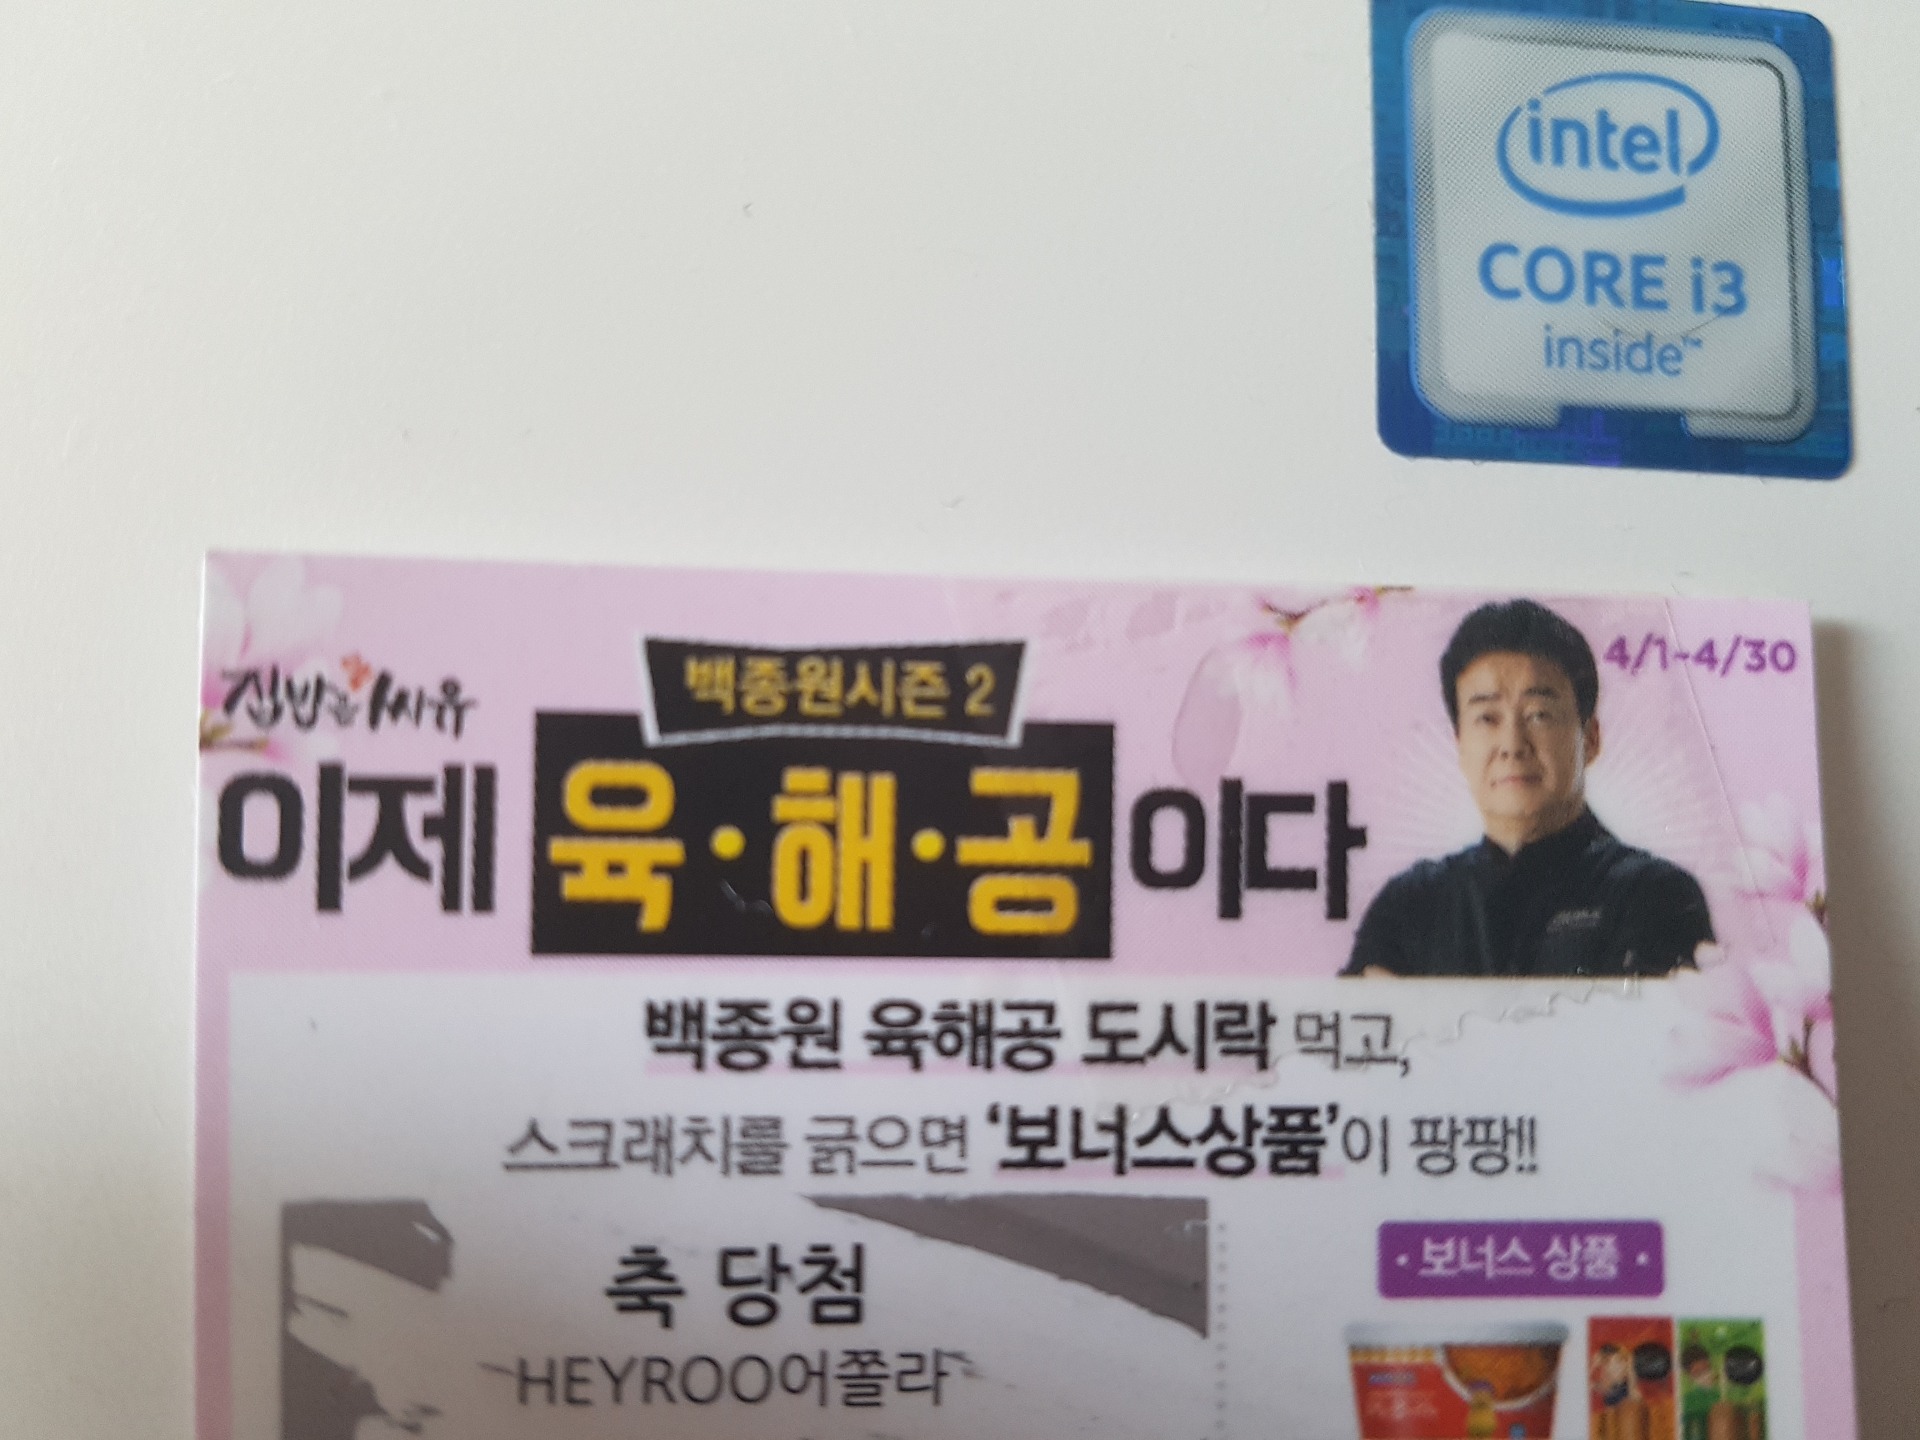 intel
CORE i3
inside™
집밥은 씨유
백종원시즌 2
4/1~4/30
이제 육·해·공 이다
백종원 육해공 도시락 먹고,
스크래치를 긁으면 '보너스상품'이 팡팡!!
축 당첨
HEYROO어쫄라
· 보너스 상품 ·